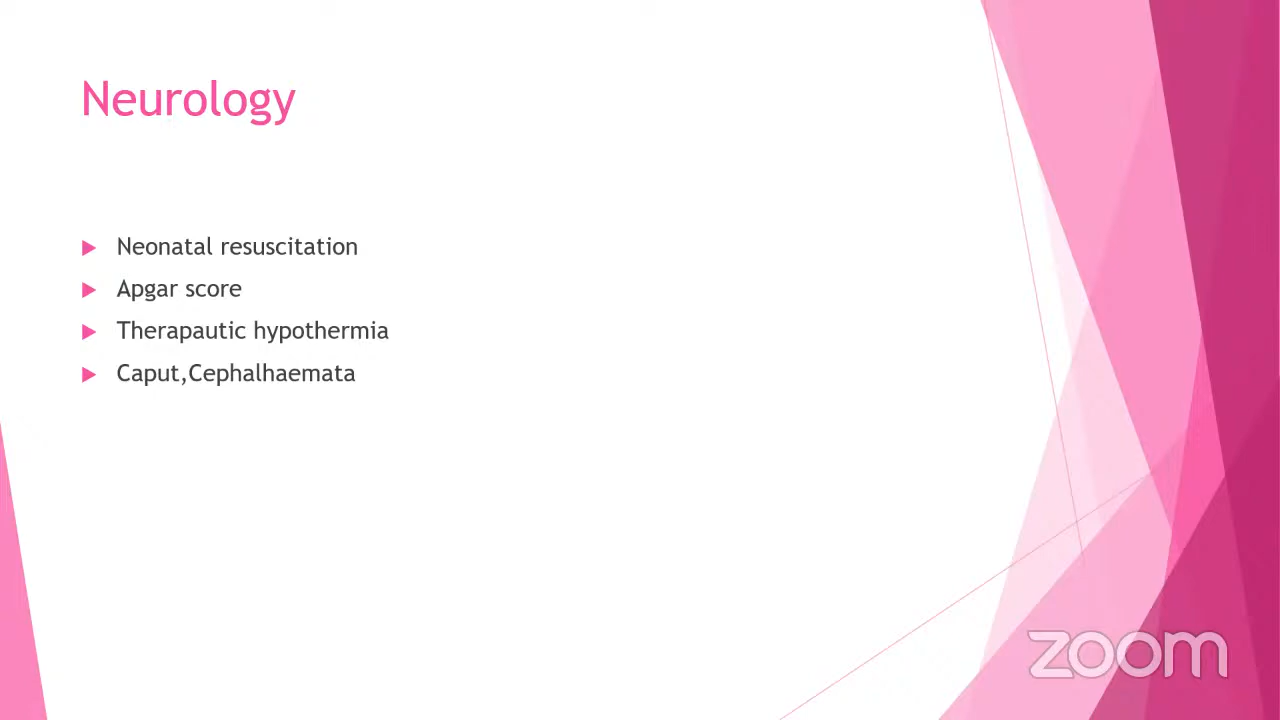 Neurology
Neonatal resuscitation
Apgar score
Therapautic hypothermia
Caput,Cephalhaemata
zoom